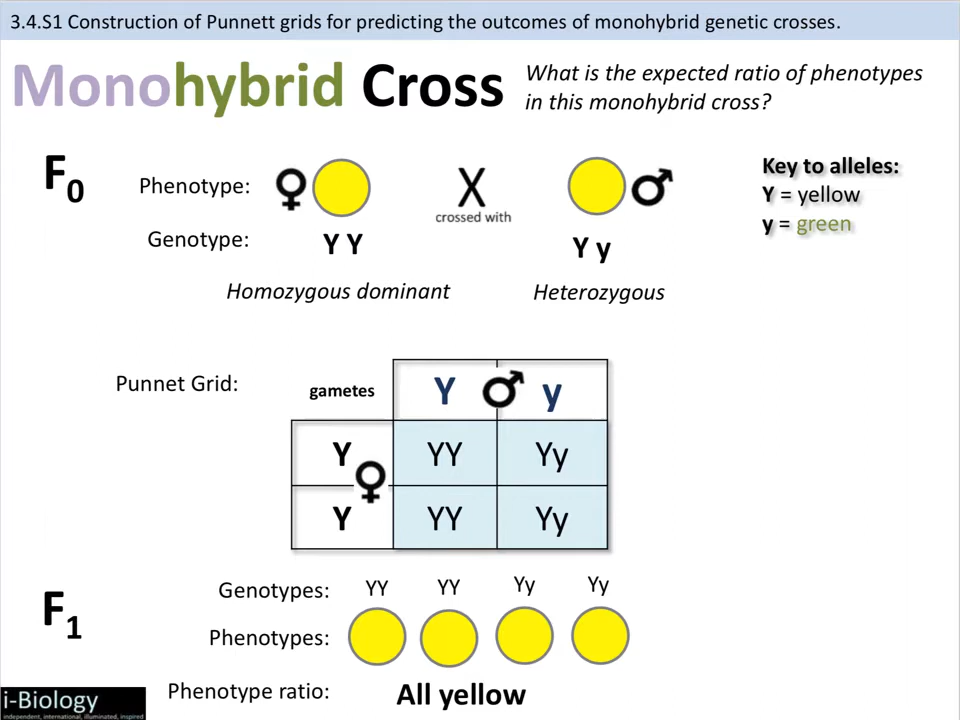 3.4.S1 Construction of Punnett grids for predicting the outcomes of monohybrid genetic crosses.
Monohybrid Cross
What is the expected ratio of phenotypes
in this monohybrid cross?
F0
Phenotype:
crossed with
Key to alleles:
Y = yellow
y = green
Genotype:
Y Y
Y y
Homozygous dominant
Heterozygous
Punnet Grid:
gametes
Y
y
Y
YY
Yy
Y
YY
Yy
F1
Genotypes:
YY
YY
Yy
Yy
Phenotypes:
Phenotype ratio:
All yellow
i-Biology
independent, international, illuminated, inspired